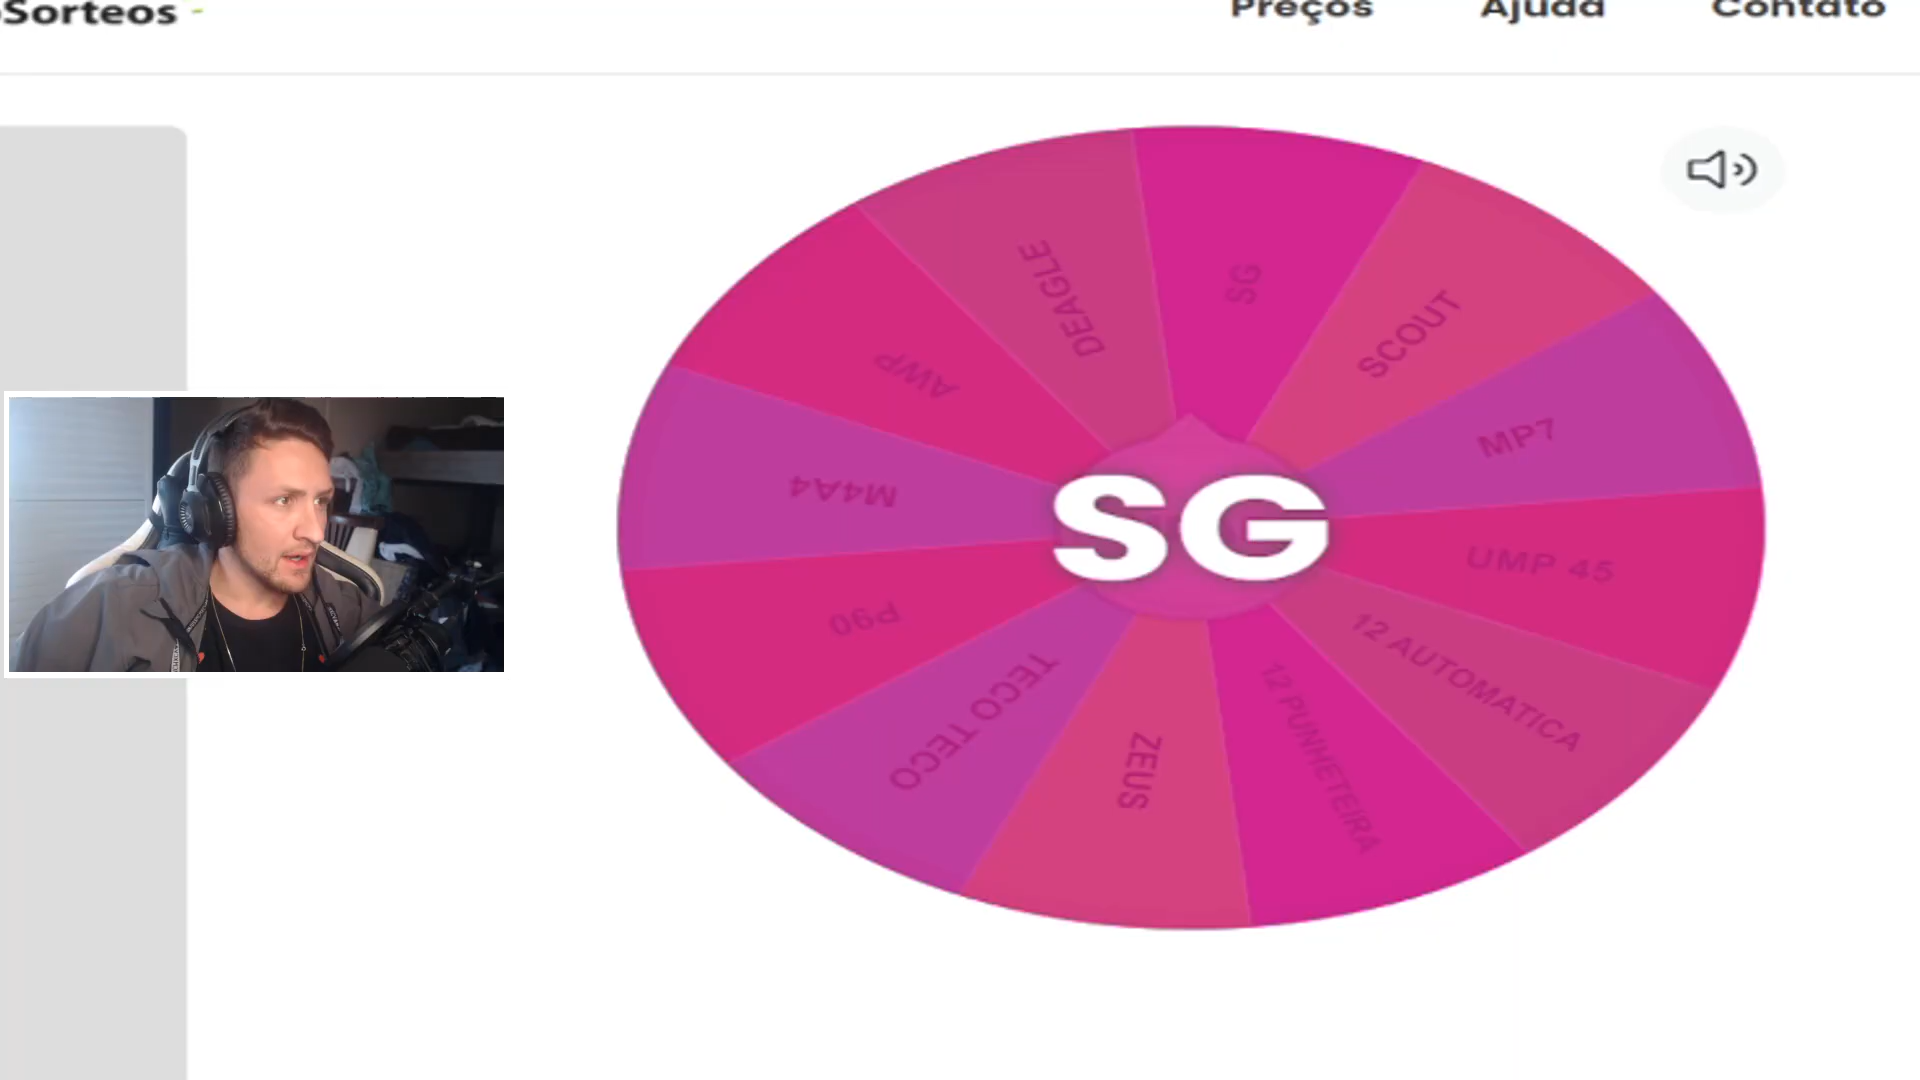 Sorteos
Preços
Ajuda
Contato
SG
SCOUT
MP7
UMP 45
12 AUTOMATICA
12 PUNHETEIRA
ZEUS
TECO TECO
P90
M4A4
AWP
DEAGLE
SG